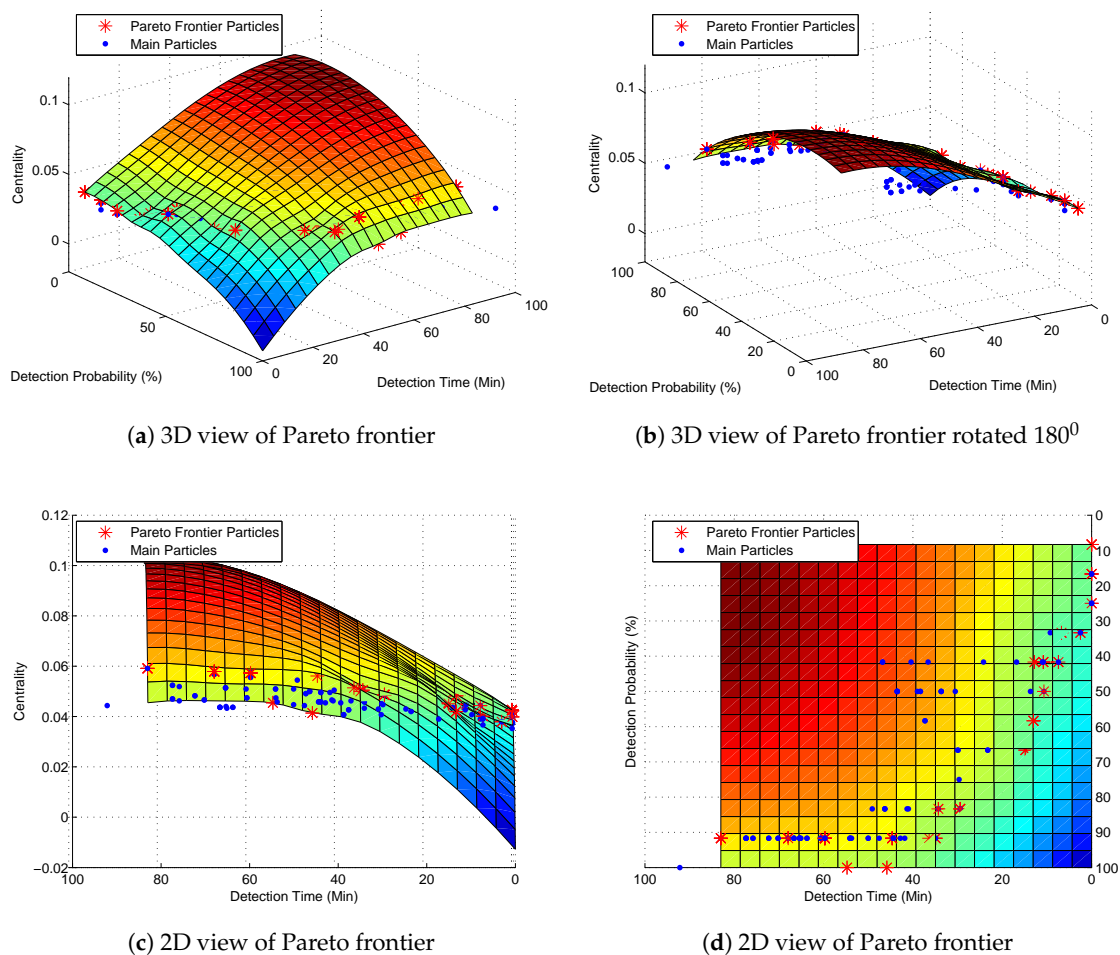 Pareto Frontier Particles
Main Particles
0.1
0.05
0
Centrality
0
50
100
Detection Probability (%)
0
20
40
60
80
100
Detection Time (Min)
(a) 3D view of Pareto frontier
Pareto Frontier Particles
Main Particles
0.1
0.05
0
Centrality
100
80
60
40
20
0
Detection Probability (%)
100
80
60
40
20
0
Detection Time (Min)
(b) 3D view of Pareto frontier rotated 180⁰
Pareto Frontier Particles
Main Particles
0.12
0.1
0.08
0.06
0.04
0.02
0
−0.02
Centrality
100
80
60
40
20
0
Detection Time (Min)
(c) 2D view of Pareto frontier
Pareto Frontier Particles
Main Particles
0
10
20
30
40
50
60
70
80
90
100
Detection Probability (%)
100
80
60
40
20
0
Detection Time (Min)
(d) 2D view of Pareto frontier